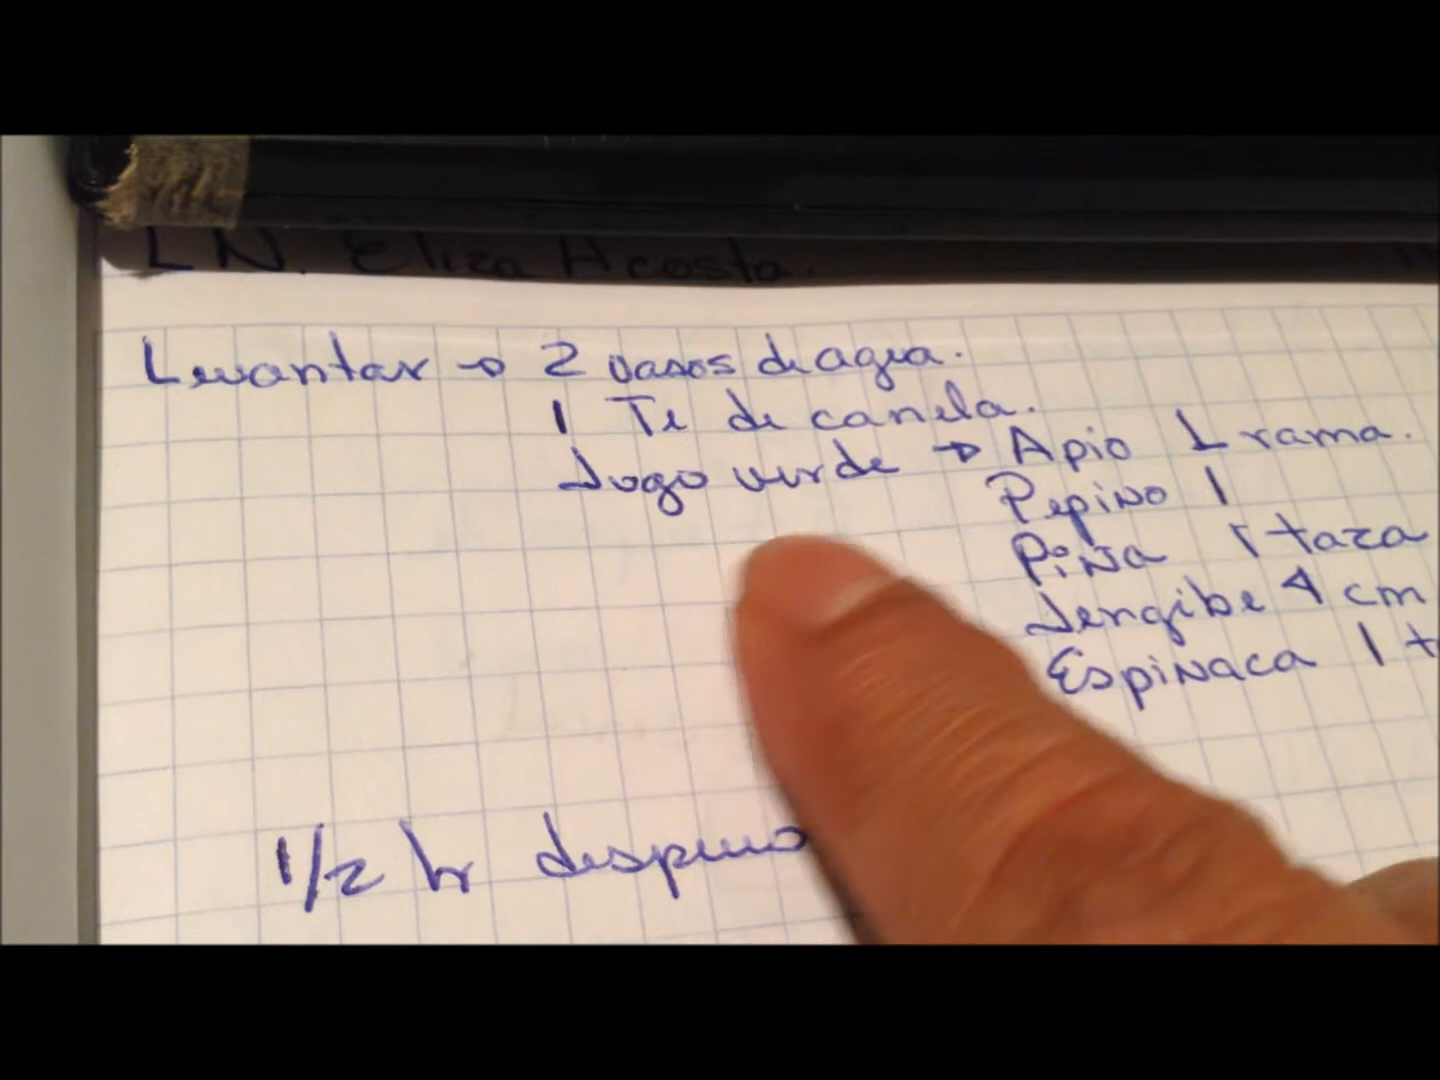 LN. Eliza Acosta.
Levantar → 2 vasos de agua.
1 Te de canela.
Jugo verde → Apio 1 rama.
Pepino 1
Piña 1 taza
Jengibe 4 cm
Espinaca 1 t
1/2 hr despues